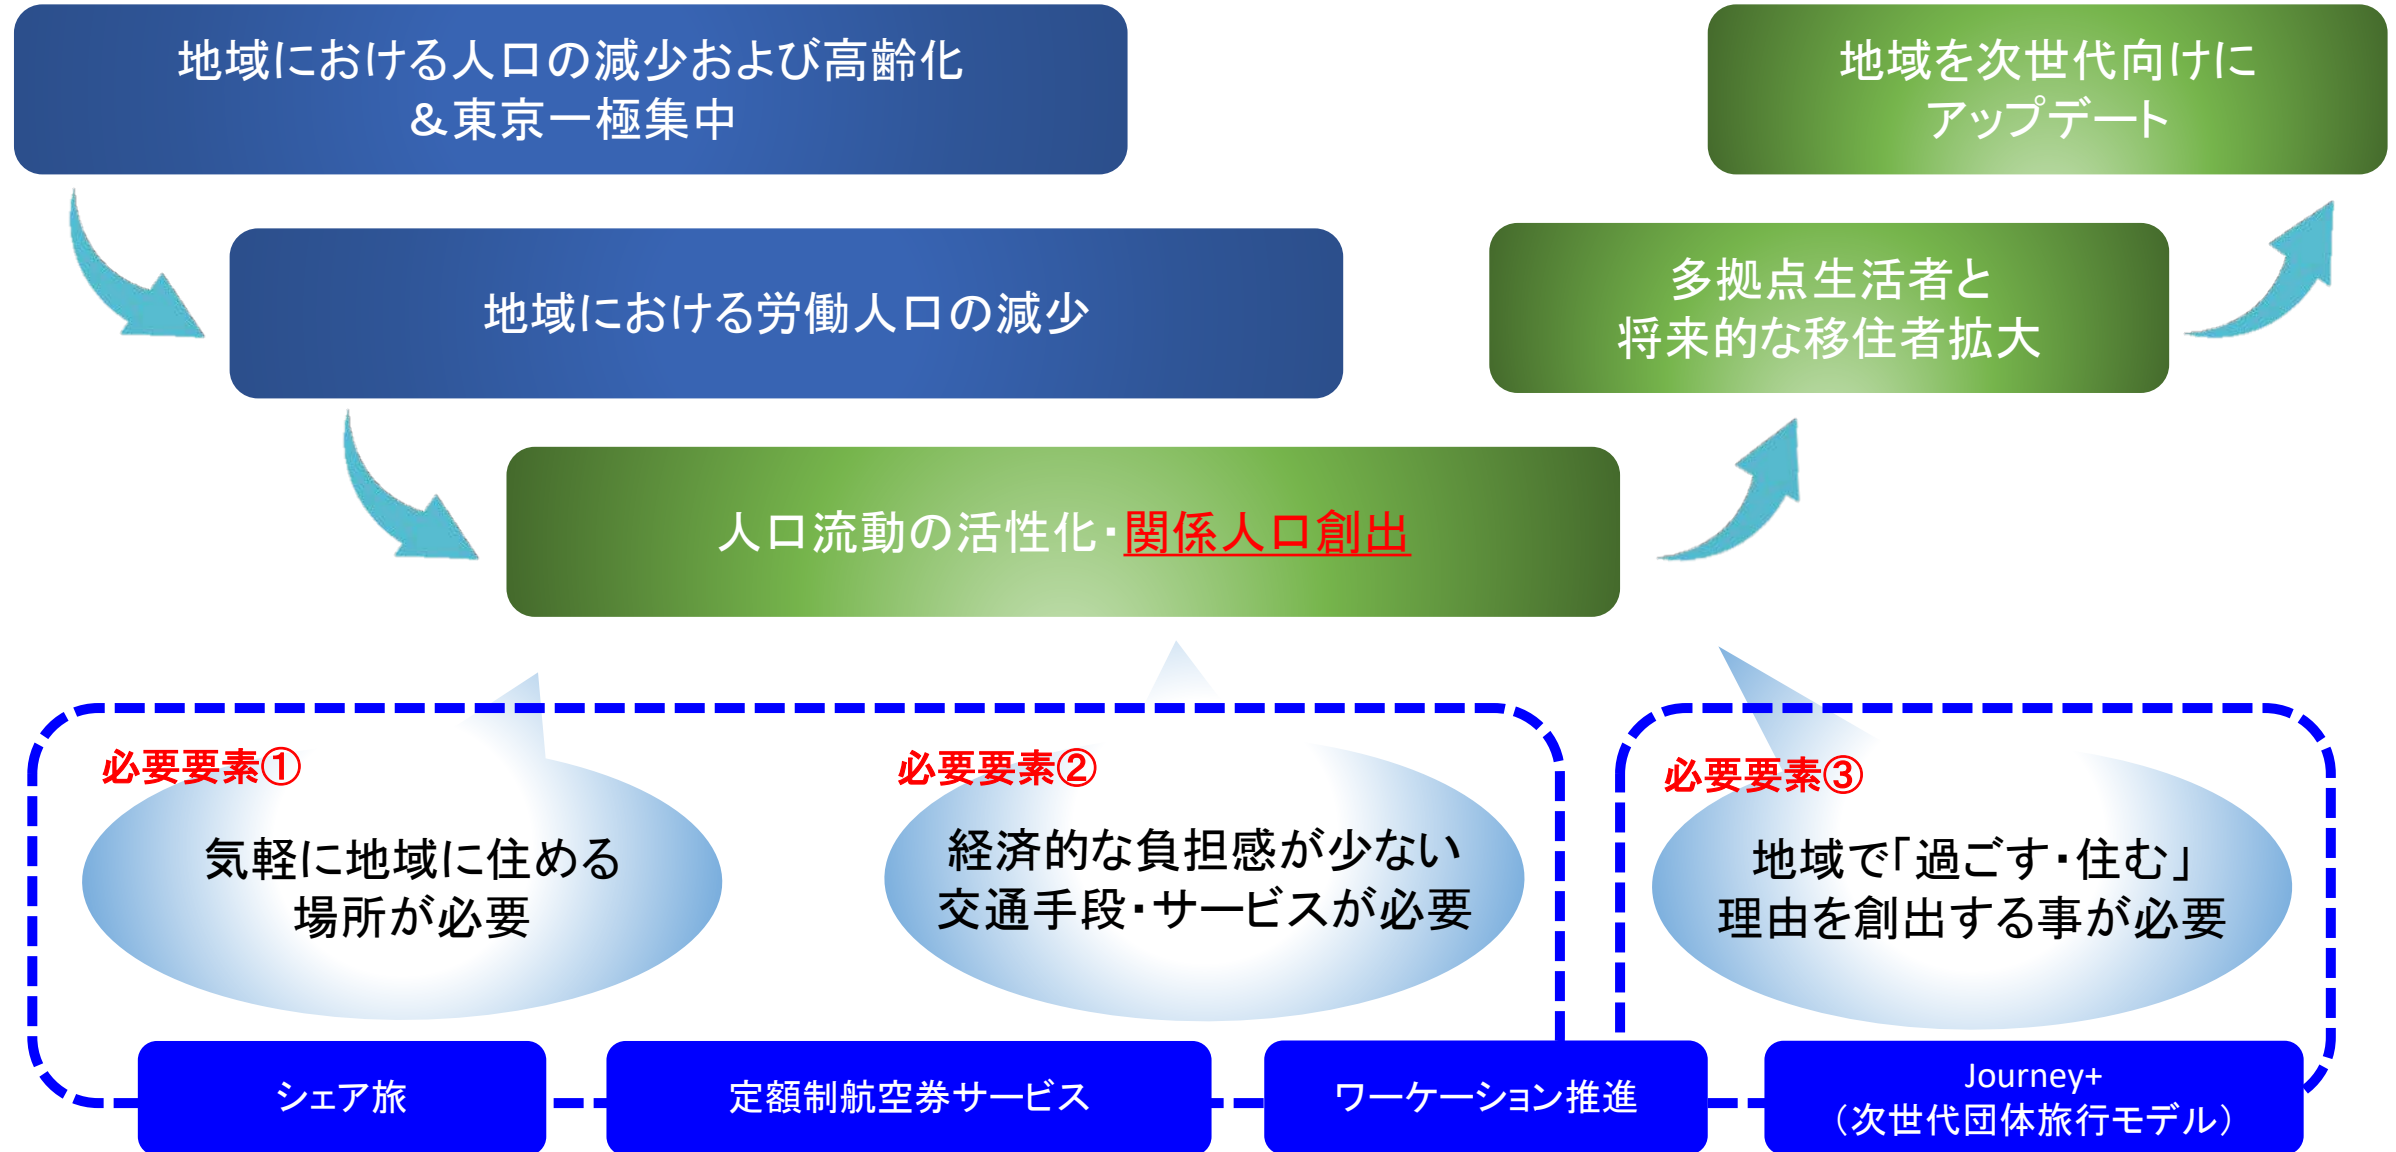 地域における人口の減少および高齢化
＆東京一極集中
地域を次世代向けに
アップデート
地域における労働人口の減少
多拠点生活者と
将来的な移住者拡大
人口流動の活性化・関係人口創出
必要要素①
気軽に地域に住める
場所が必要
必要要素②
経済的な負担感が少ない
交通手段・サービスが必要
必要要素③
地域で「過ごす・住む」
理由を創出する事が必要
シェア旅
定額制航空券サービス
ワーケーション推進
Journey+
（次世代団体旅行モデル）